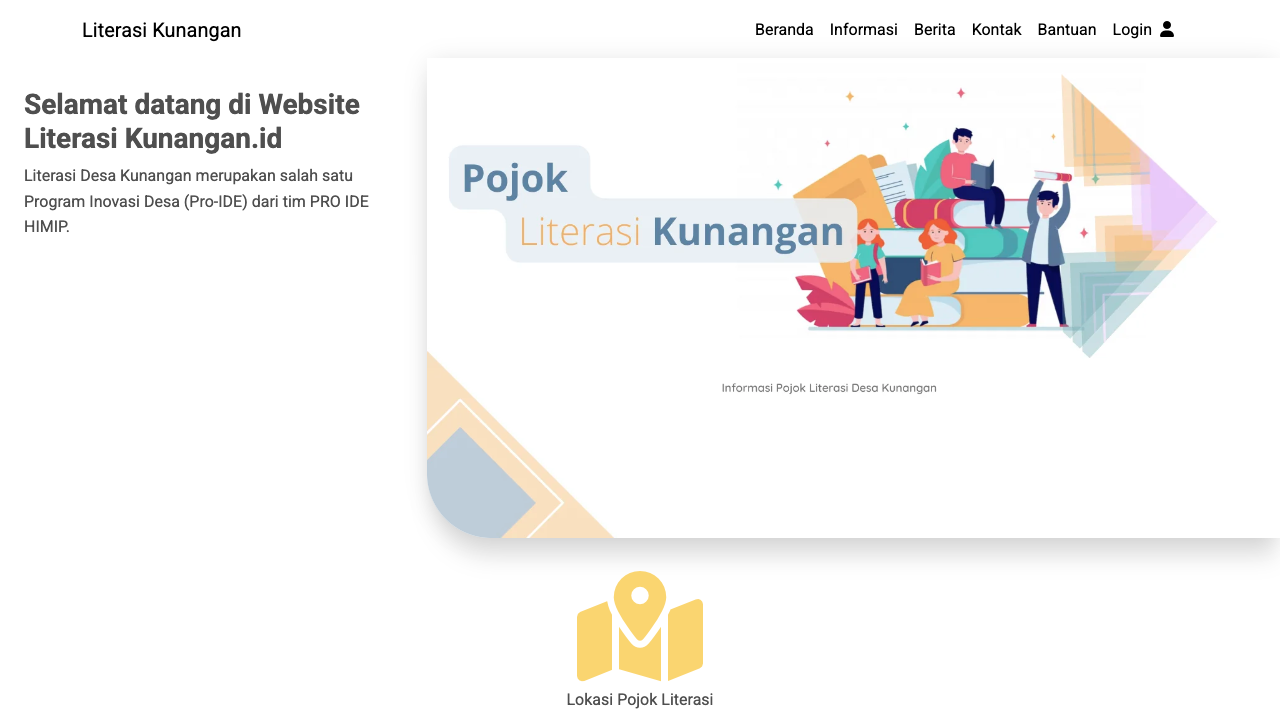 Literasi Kunangan
Beranda Informasi Berita Kontak Bantuan Login
Selamat datang di Website
Literasi Kunangan.id
Literasi Desa Kunangan merupakan salah satu
Program Inovasi Desa (Pro-IDE) dari tim PRO IDE
HIMIP.
Pojok
Literasi Kunangan
Informasi Pojok Literasi Desa Kunangan
Lokasi Pojok Literasi